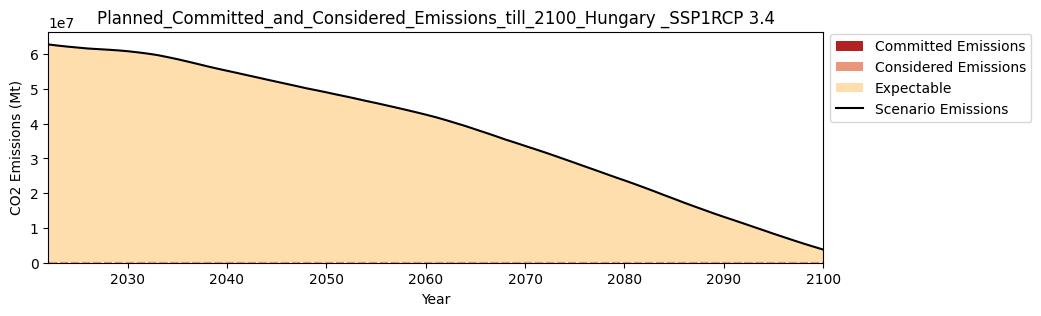 Planned_Committed_and_Considered_Emissions_till_2100_Hungary _SSP1RCP 3.4
1e7
6
5
4
3
2
1
0
CO2 Emissions (Mt)
2030 2040 2050 2060 2070 2080 2090 2100
Year
Committed Emissions
Considered Emissions
Expectable
Scenario Emissions